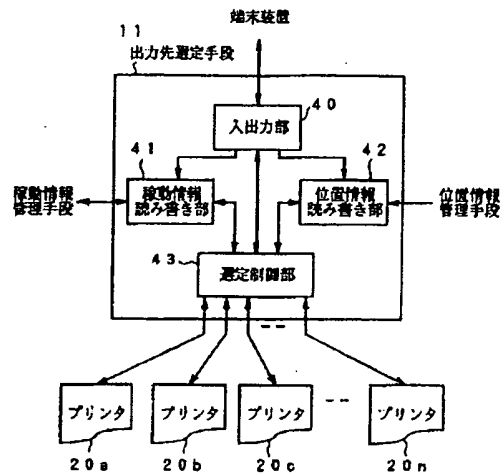 端末装置
11
出力先選定手段
40
入出力部
41
42
稼動情報
管理手段
稼動情報
読み書き部
位置情報
読み書き部
位置情報
管理手段
43
選定制御部
プリンタ
プリンタ
プリンタ
プリンタ
20a
20b
20c
20n